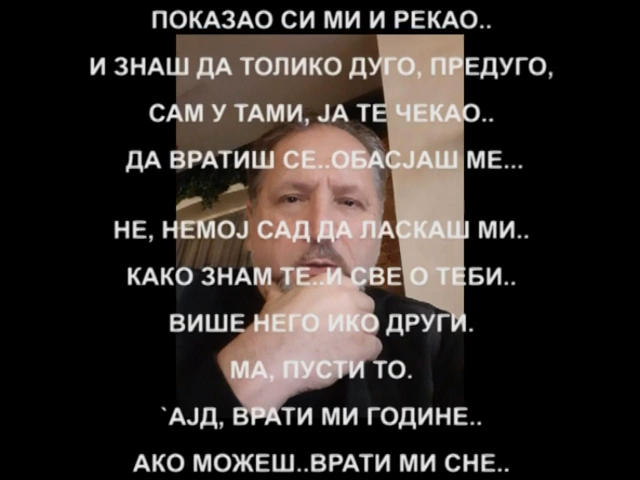 ПОКАЗАО СИ МИ И РЕКАО..
И ЗНАШ ДА ТОЛИКО ДУГО, ПРЕДУГО,
САМ У ТАМИ, ЈА ТЕ ЧЕКАО..
ДА ВРАТИШ СЕ..ОБАСЈАШ МЕ...
НЕ, НЕМОЈ САД ДА ЛАСКАШ МИ..
КАКО ЗНАМ ТЕ..И СВЕ О ТЕБИ..
ВИШЕ НЕГО ИКО ДРУГИ.
МА, ПУСТИ ТО.
`АЈД, ВРАТИ МИ ГОДИНЕ..
АКО МОЖЕШ..ВРАТИ МИ СНЕ..